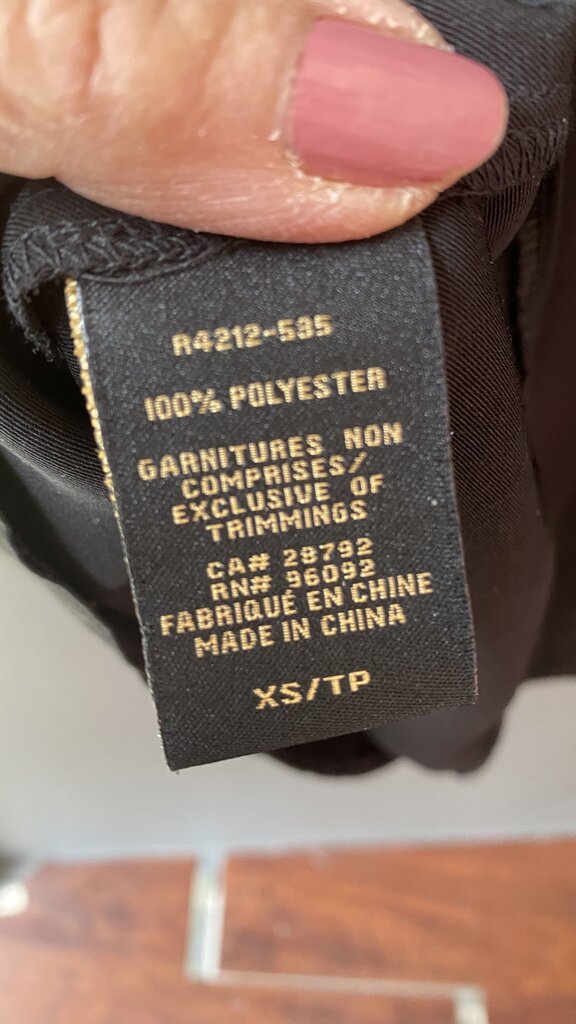 R4212-535
100% POLYESTER
GARNITURES NON
COMPRISES/
EXCLUSIVE OF
TRIMMINGS
CA# 28792
RN# 96092
FABRIQUÉ EN CHINE
MADE IN CHINA
XS/TP